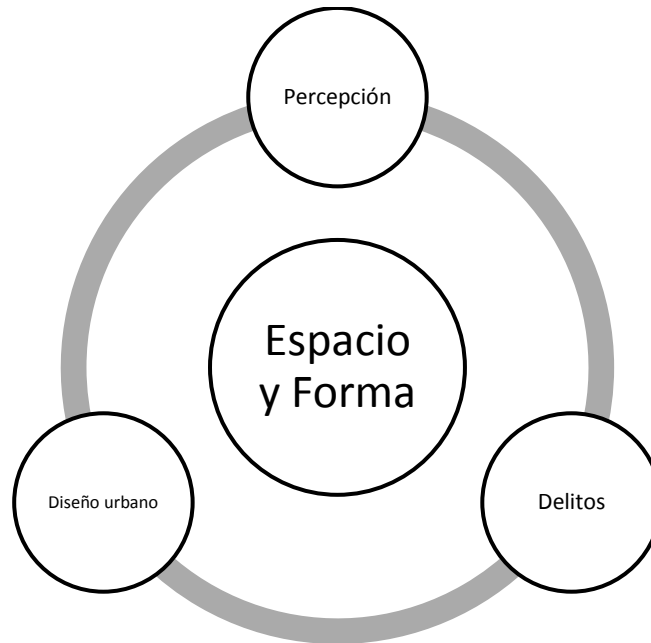 Percepción
Espacio
y Forma
Diseño urbano
Delitos